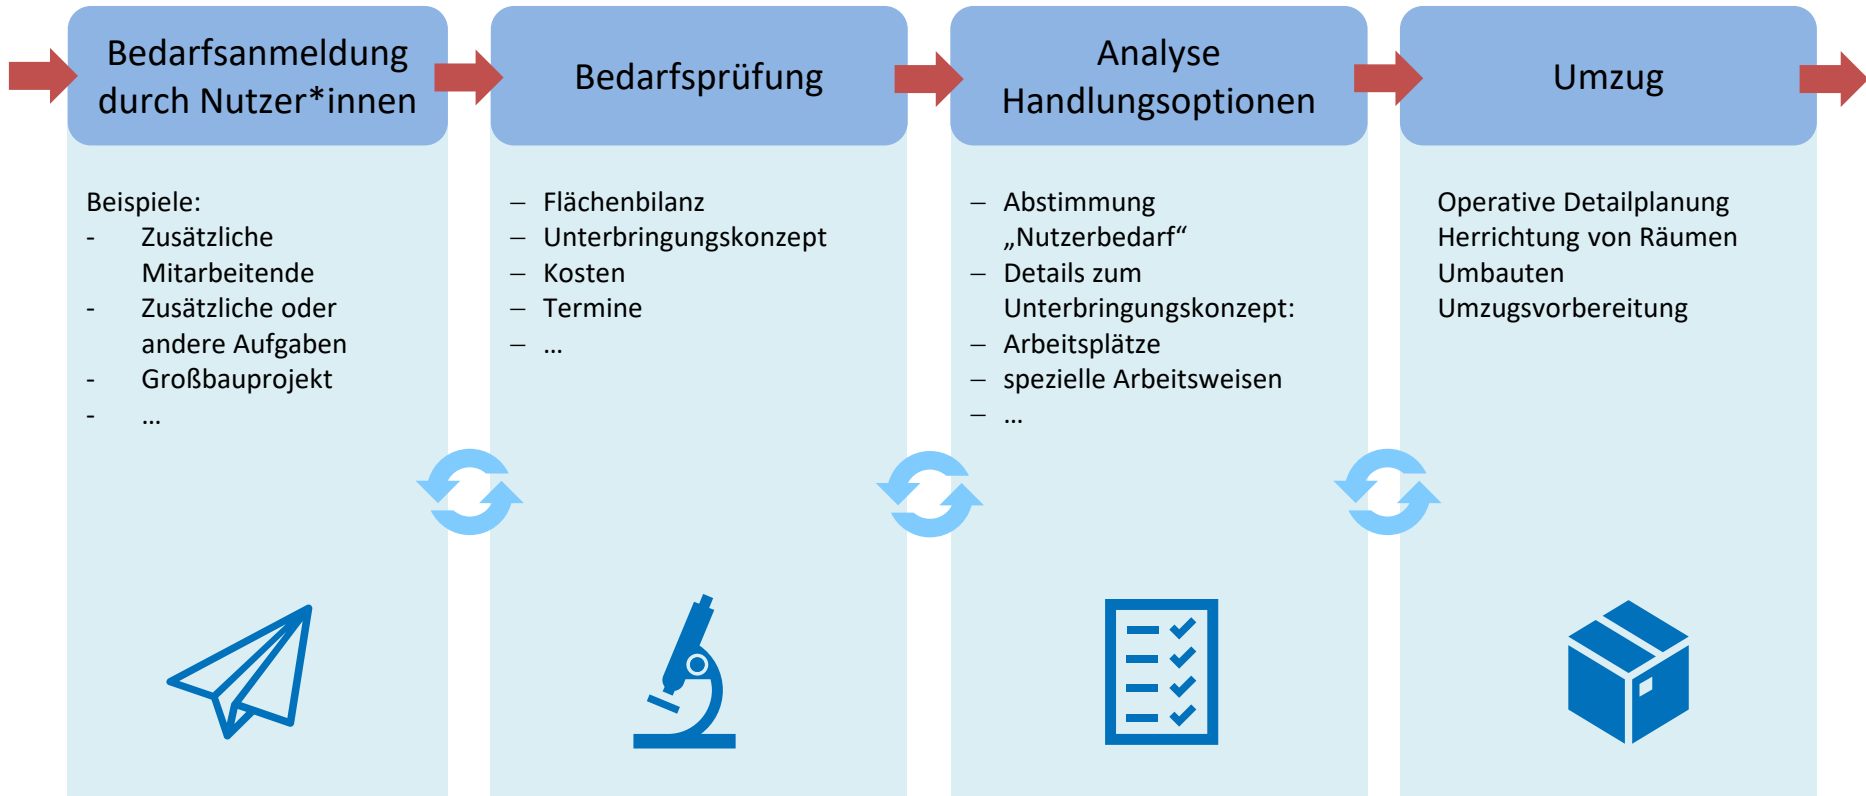 Bedarfsanmeldung
durch Nutzer*innen
Beispiele:
- Zusätzliche
Mitarbeitende
- Zusätzliche oder
andere Aufgaben
- Großbauprojekt
- …
Bedarfsprüfung
– Flächenbilanz
– Unterbringungskonzept
– Kosten
– Termine
– …
Analyse
Handlungsoptionen
– Abstimmung
„Nutzerbedarf“
– Details zum
Unterbringungskonzept:
– Arbeitsplätze
– spezielle Arbeitsweisen
– …
Umzug
Operative Detailplanung
Herrichtung von Räumen
Umbauten
Umzugsvorbereitung